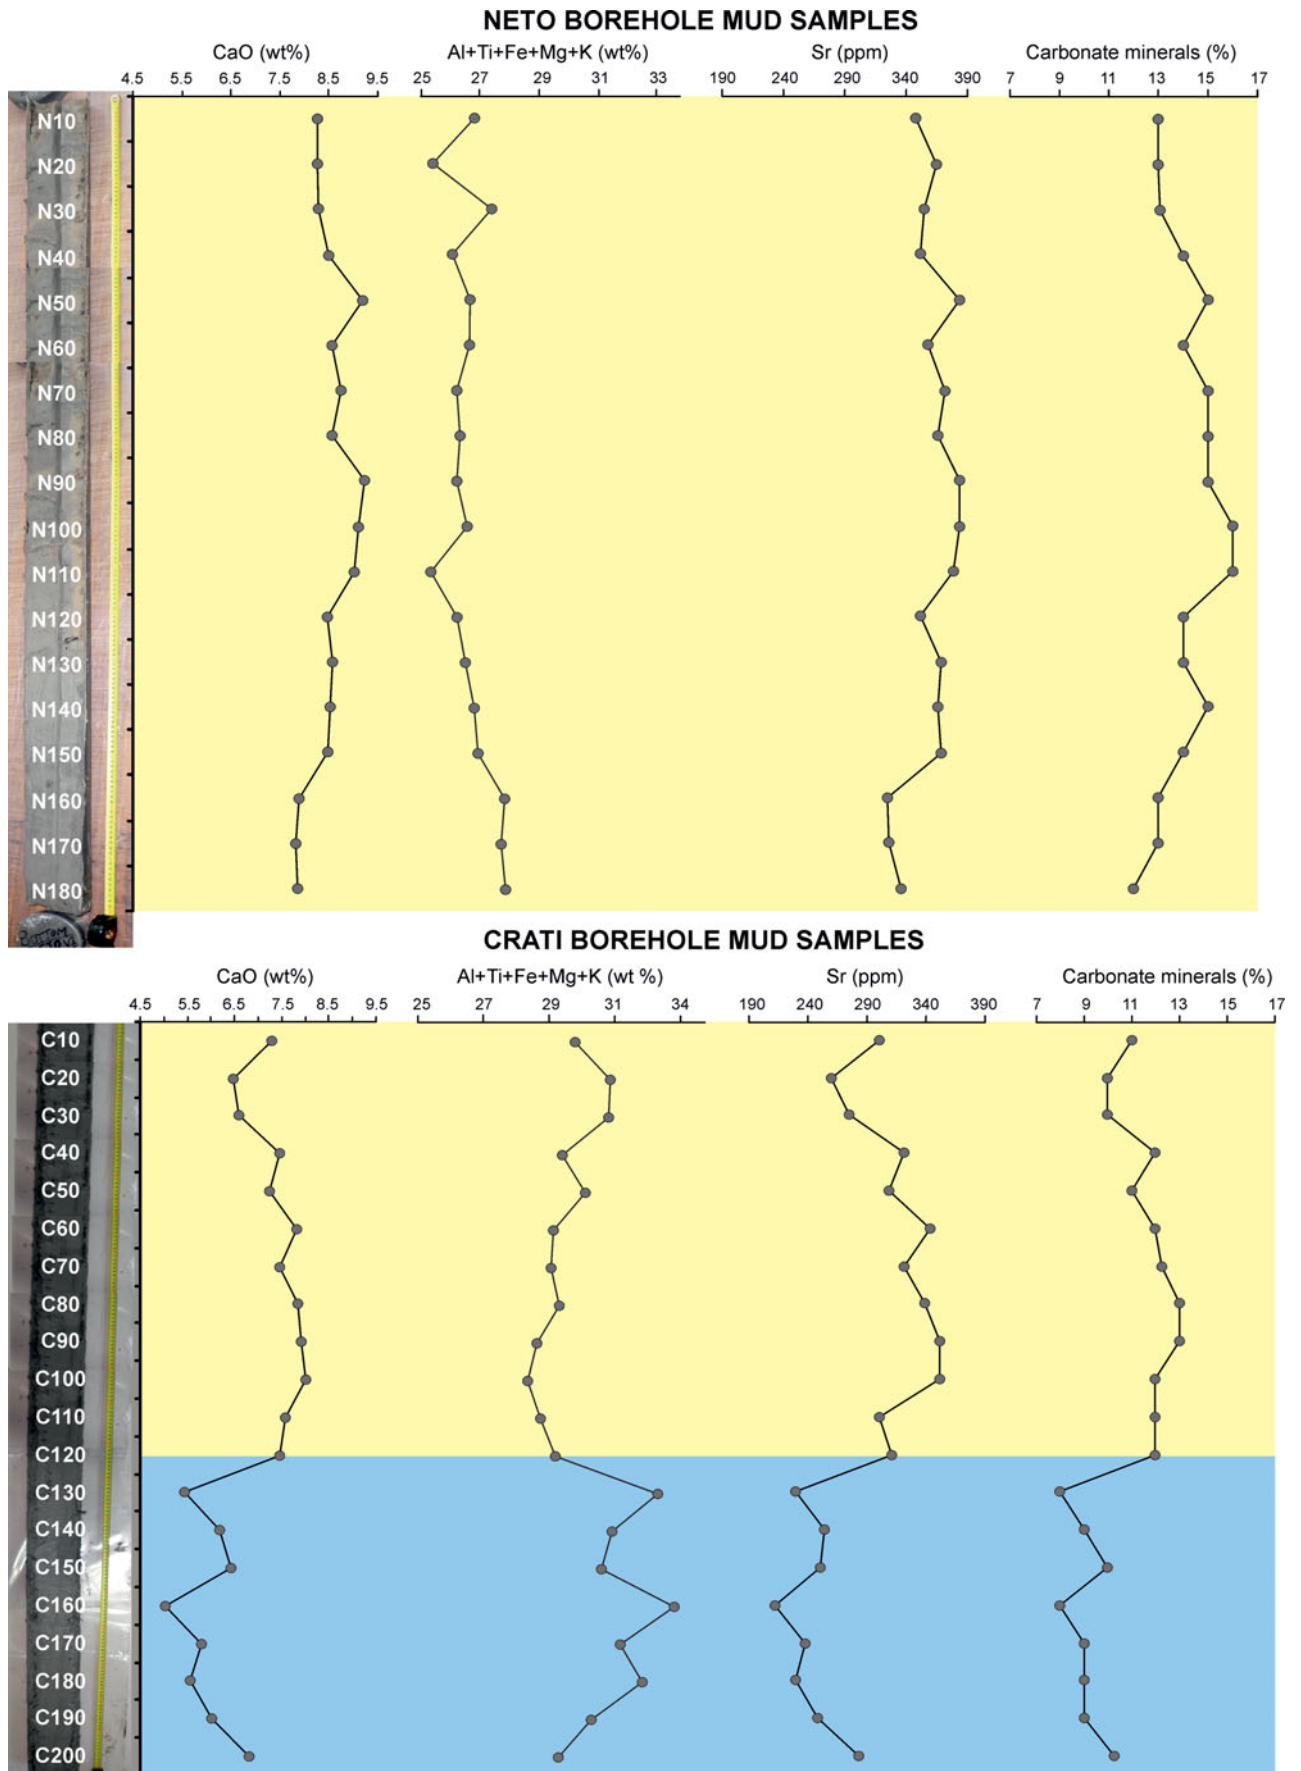 NETO BOREHOLE MUD SAMPLES
CaO (wt%) Al+Ti+Fe+Mg+K (wt%) Sr (ppm) Carbonate minerals (%)
4.5 5.5 6.5 7.5 8.5 9.5 25 27 29 31 33 190 240 290 340 390 7 9 11 13 15 17
N10
N20
N30
N40
N50
N60
N70
N80
N90
N100
N110
N120
N130
N140
N150
N160
N170
N180
BOTTOM
CRATI BOREHOLE MUD SAMPLES
CaO (wt%) Al+Ti+Fe+Mg+K (wt %) Sr (ppm) Carbonate minerals (%)
4.5 5.5 6.5 7.5 8.5 9.5 25 27 29 31 34 190 240 290 340 390 7 9 11 13 15 17
C10
C20
C30
C40
C50
C60
C70
C80
C90
C100
C110
C120
C130
C140
C150
C160
C170
C180
C190
C200